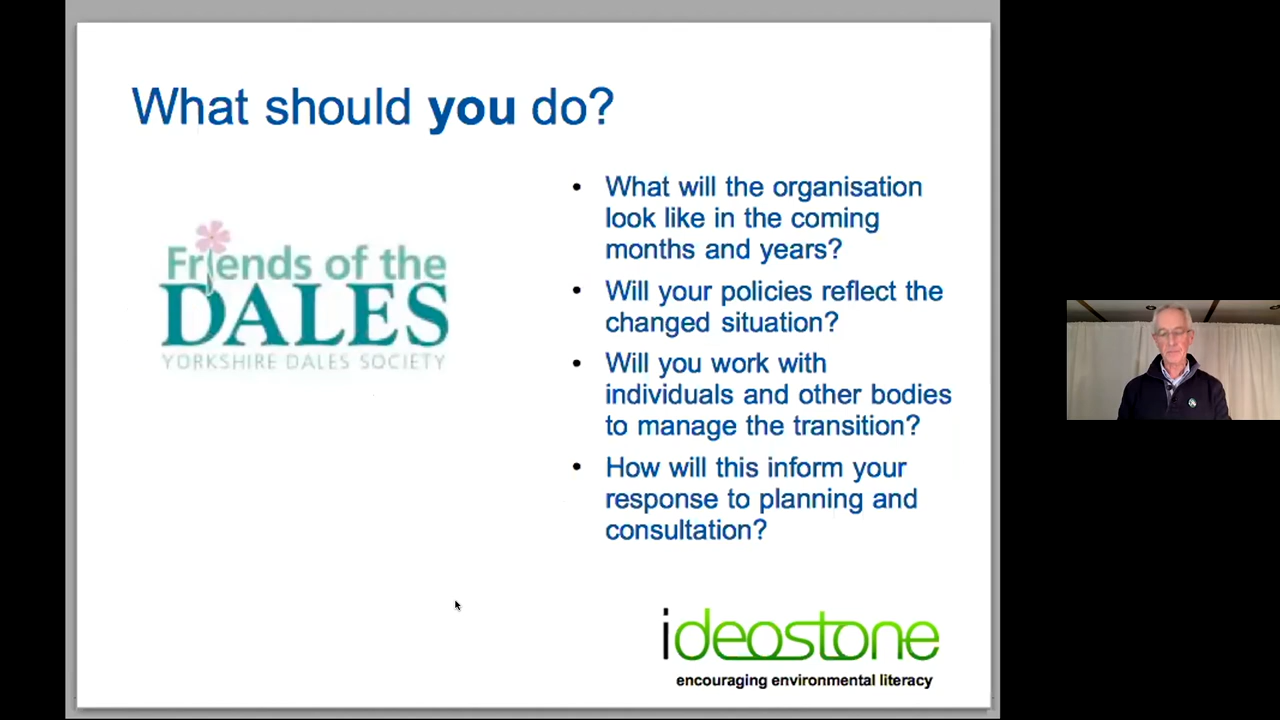 What should you do?
Friends of the
DALES
YORKSHIRE DALES SOCIETY
• What will the organisation
look like in the coming
months and years?
• Will your policies reflect the
changed situation?
• Will you work with
individuals and other bodies
to manage the transition?
• How will this inform your
response to planning and
consultation?
ideostone
encouraging environmental literacy